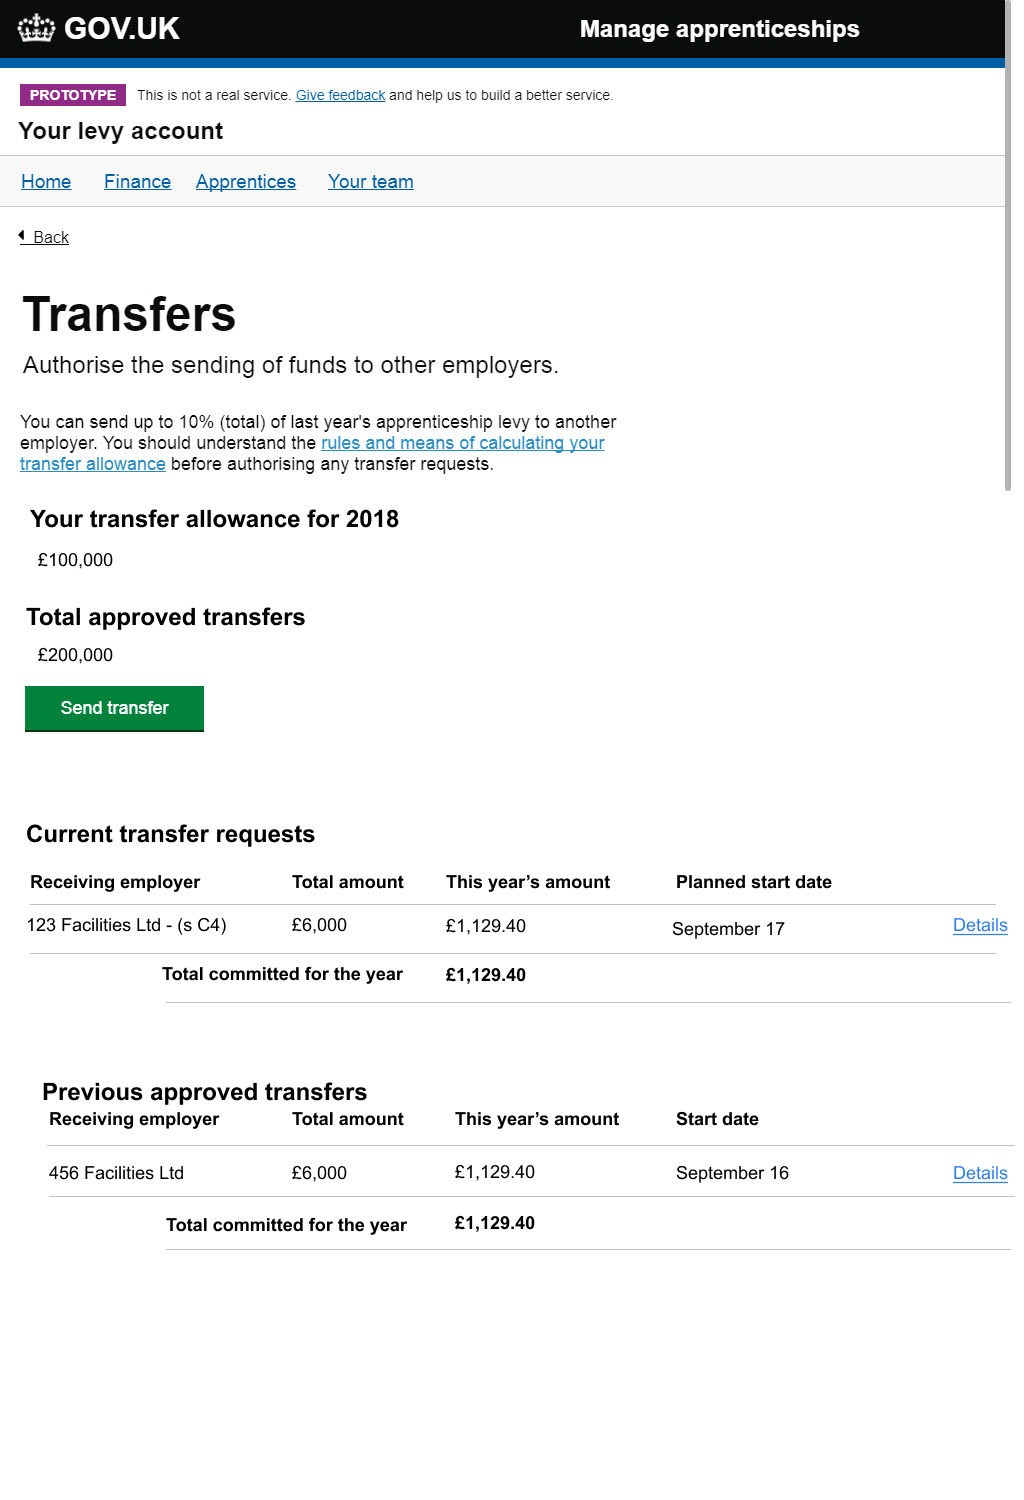 GOV.UK
Manage apprenticeships
PROTOTYPE This is not a real service. Give feedback and help us to build a better service.
Your levy account
Home Finance Apprentices Your team
Back
Transfers
Authorise the sending of funds to other employers.
You can send up to 10% (total) of last year's apprenticeship levy to another
employer. You should understand the rules and means of calculating your
transfer allowance before authorising any transfer requests.
Your transfer allowance for 2018
£100,000
Total approved transfers
£200,000
Send transfer
Current transfer requests
Receiving employer Total amount This year’s amount Planned start date
123 Facilities Ltd - (s C4) £6,000 £1,129.40 September 17 Details
Total committed for the year £1,129.40
Previous approved transfers
Receiving employer Total amount This year’s amount Start date
456 Facilities Ltd £6,000 £1,129.40 September 16 Details
Total committed for the year £1,129.40